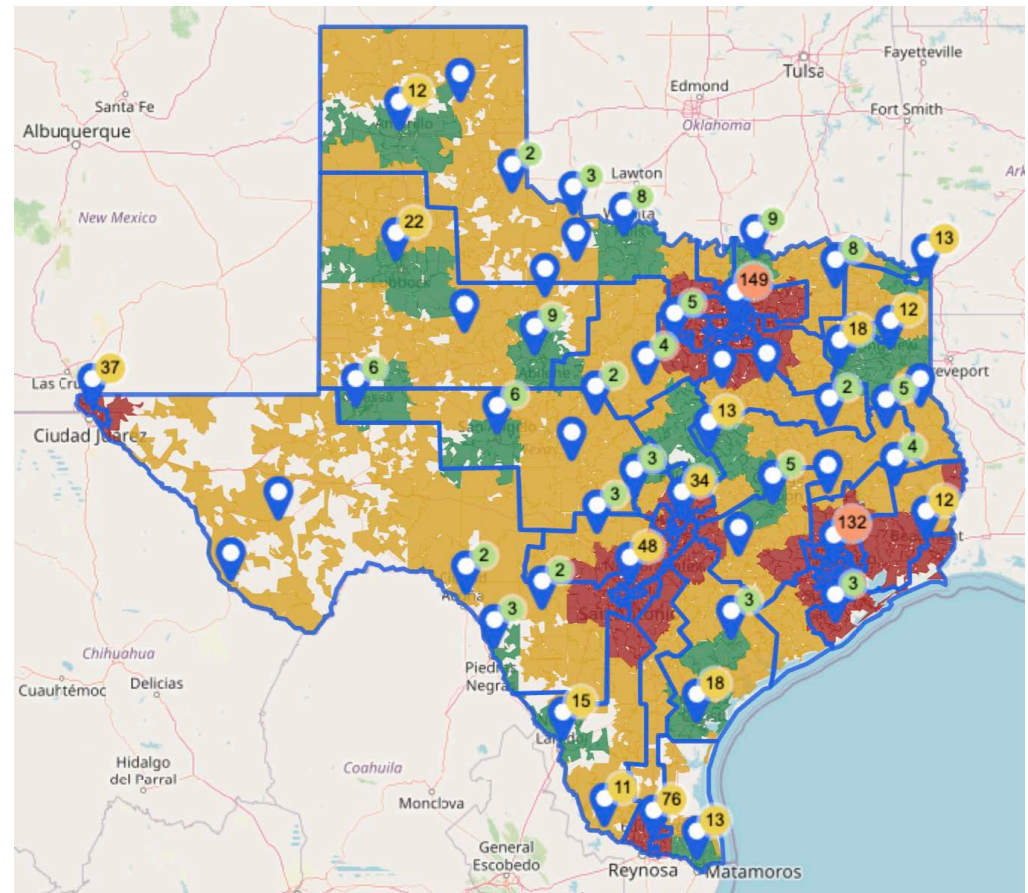 Fayetteville
Tulsa
Edmond
Santa Fe
12
Fort Smith
Albuquerque
Amarillo
Oklahoma
2
3
Lawton
8
New Mexico
22
9
13
8
149
5
12
9
18
37
4
6
2
2
5
Las Cru
6
eveport
Ciudad Juárez
13
3
5
4
34
3
12
48
132
2
2
3
3
3
Chihuahua
Piedras
Negras
Cuauhtémoc
Delicias
18
15
Hidalgo
del Parral
Coahuila
11
76
Monclova
13
General
Escobedo
Reynosa
Matamoros